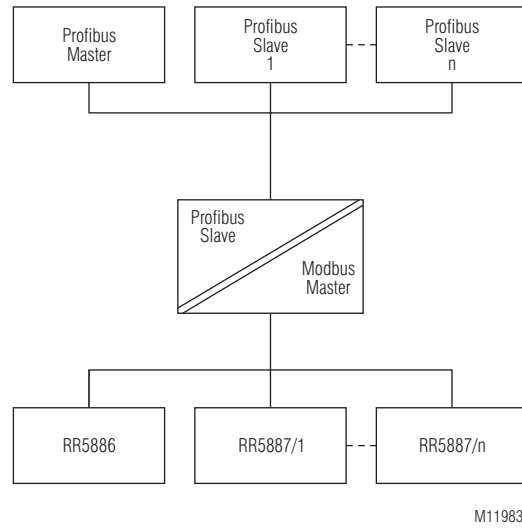 Profibus
Master
Profibus
Slave
1
Profibus
Slave
n
Profibus
Slave
Modbus
Master
RR5886
RR5887/1
RR5887/n
M11983